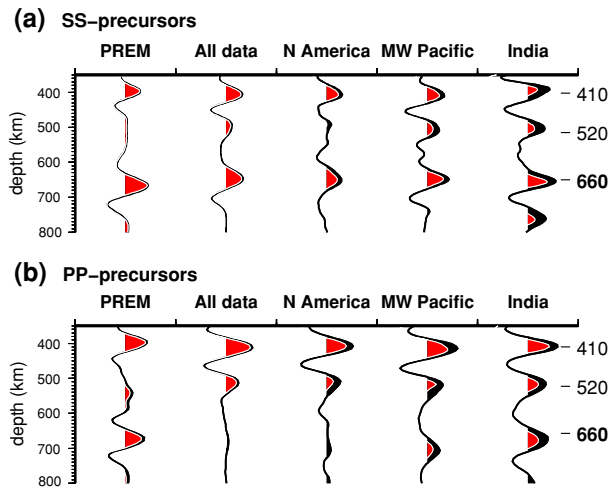 (a) SS-precursors
PREM All data N America MW Pacific India
depth (km)
400
500
600
700
800
410
520
660
(b) PP-precursors
PREM All data N America MW Pacific India
depth (km)
400
500
600
700
800
410
520
660